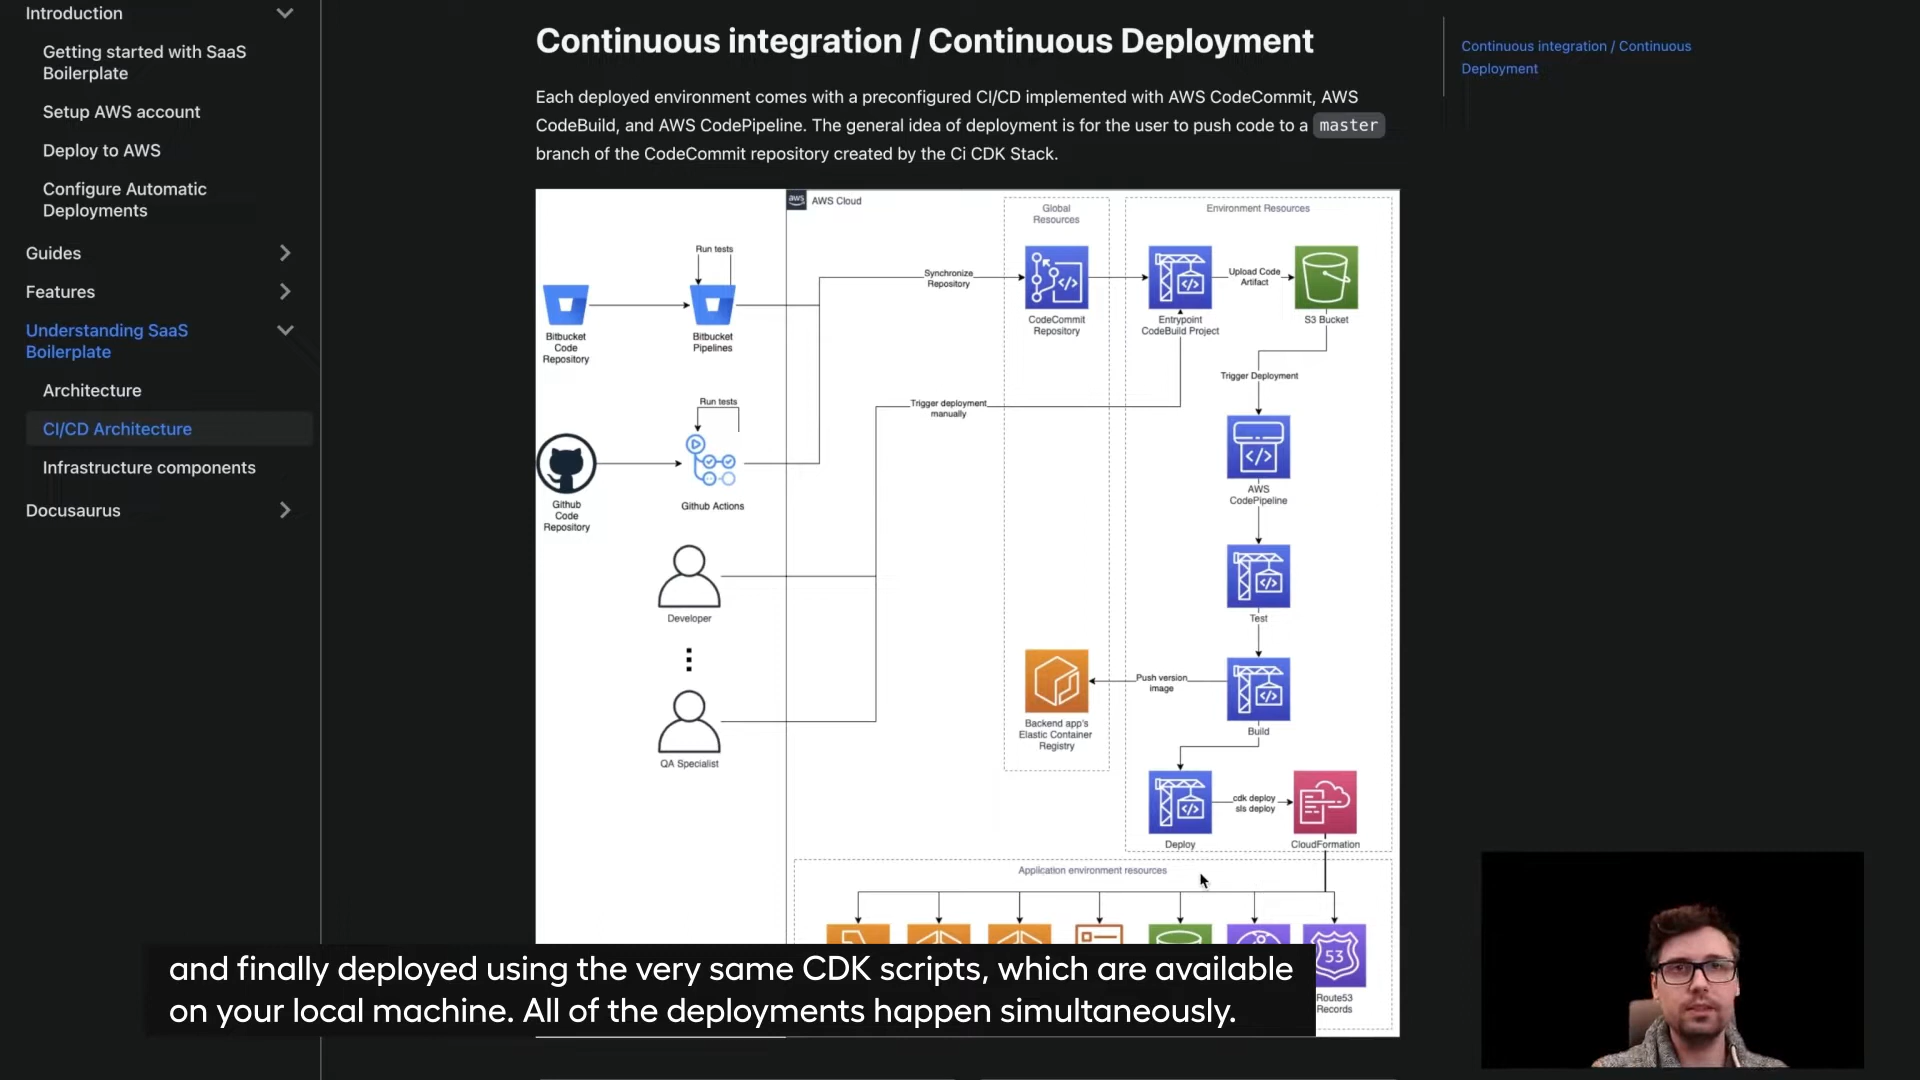 Introduction
Getting started with SaaS
Boilerplate
Setup AWS account
Deploy to AWS
Configure Automatic
Deployments
Guides
Features
Understanding SaaS
Boilerplate
Architecture
CI/CD Architecture
Infrastructure components
Docusaurus
Continuous integration / Continuous Deployment
Each deployed environment comes with a preconfigured CI/CD implemented with AWS CodeCommit, AWS
CodeBuild, and AWS CodePipeline. The general idea of deployment is for the user to push code to a master
branch of the CodeCommit repository created by the Ci CDK Stack.
Continuous integration / Continuous
Deployment
aws
AWS Cloud
Global
Resources
Environment Resources
Run tests
Synchronize
Repository
Upload Code
Artifact
Bitbucket
Code
Repository
Bitbucket
Pipelines
CodeCommit
Repository
Entrypoint
CodeBuild Project
S3 Bucket
Trigger Deployment
Run tests
Trigger deployment
manually
AWS
CodePipeline
Github
Code
Repository
Github Actions
Developer
Test
Push version
image
Backend app's
Elastic Container
Registry
Build
QA Specialist
cdk deploy
sls deploy
Deploy
CloudFormation
Application environment resources
53
Route53
Records
and finally deployed using the very same CDK scripts, which are available
on your local machine. All of the deployments happen simultaneously.